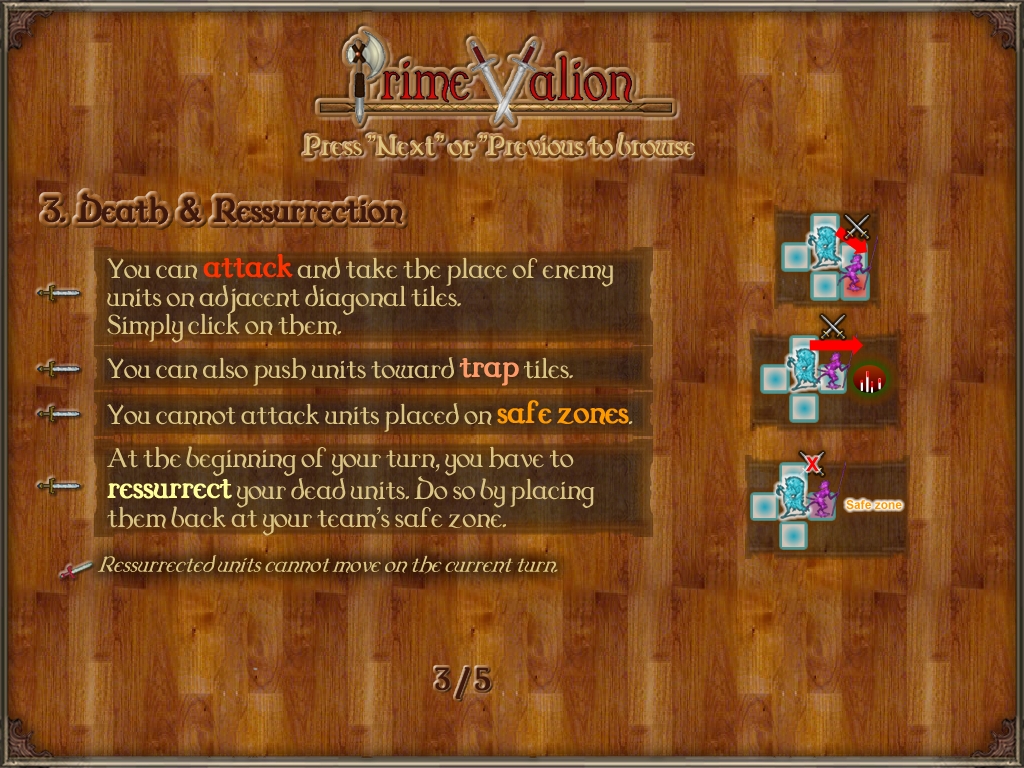 Prime Valion
Press "Next" or "Previous to browse
3. Death & Ressurrection
You can attack and take the place of enemy
units on adjacent diagonal tiles.
Simply click on them.
You can also push units toward trap tiles.
You cannot attack units placed on safe zones.
Safe zone
At the beginning of your turn, you have to
ressurrect your dead units. Do so by placing
them back at your team's safe zone.
Ressurrected units cannot move on the current turn.
3/5